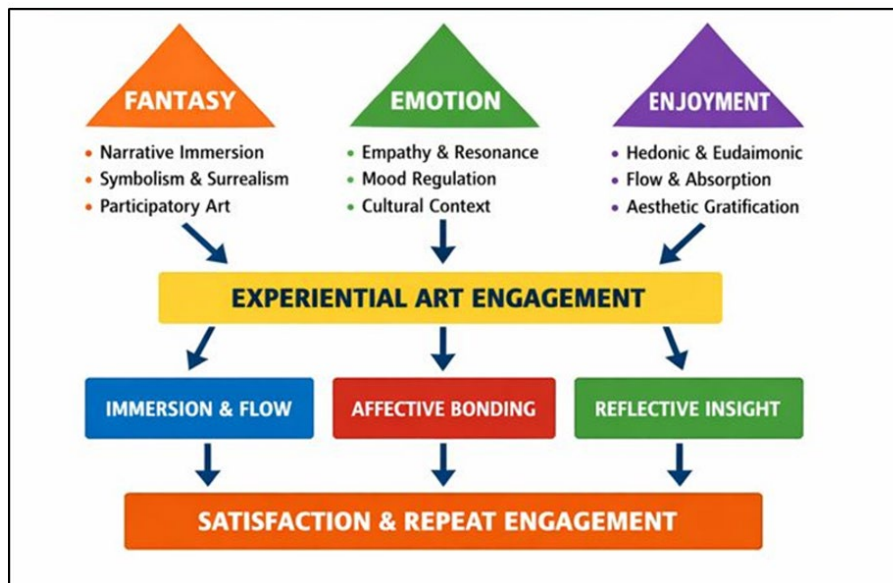 FANTASY
• Narrative Immersion
• Symbolism & Surrealism
• Participatory Art
EMOTION
• Empathy & Resonance
• Mood Regulation
• Cultural Context
ENJOYMENT
• Hedonic & Eudaimonic
• Flow & Absorption
• Aesthetic Gratification
EXPERIENTIAL ART ENGAGEMENT
IMMERSION & FLOW
AFFECTIVE BONDING
REFLECTIVE INSIGHT
SATISFACTION & REPEAT ENGAGEMENT